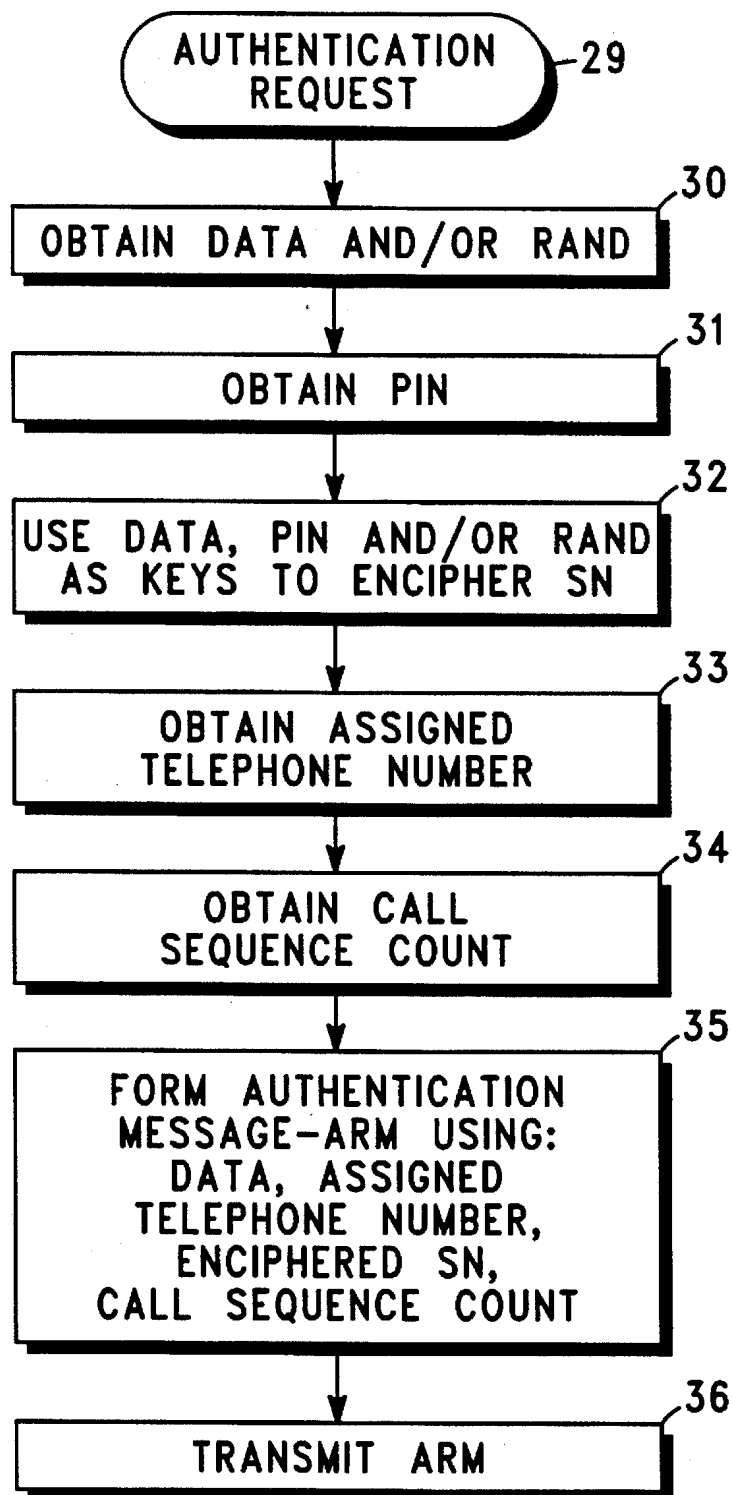 AUTHENTICATION
REQUEST
29
30
OBTAIN DATA AND/OR RAND
31
OBTAIN PIN
32
USE DATA, PIN AND/OR RAND
AS KEYS TO ENCIPHER SN
33
OBTAIN ASSIGNED
TELEPHONE NUMBER
34
OBTAIN CALL
SEQUENCE COUNT
35
FORM AUTHENTICATION
MESSAGE-ARM USING:
DATA, ASSIGNED
TELEPHONE NUMBER,
ENCIPHERED SN,
CALL SEQUENCE COUNT
36
TRANSMIT ARM